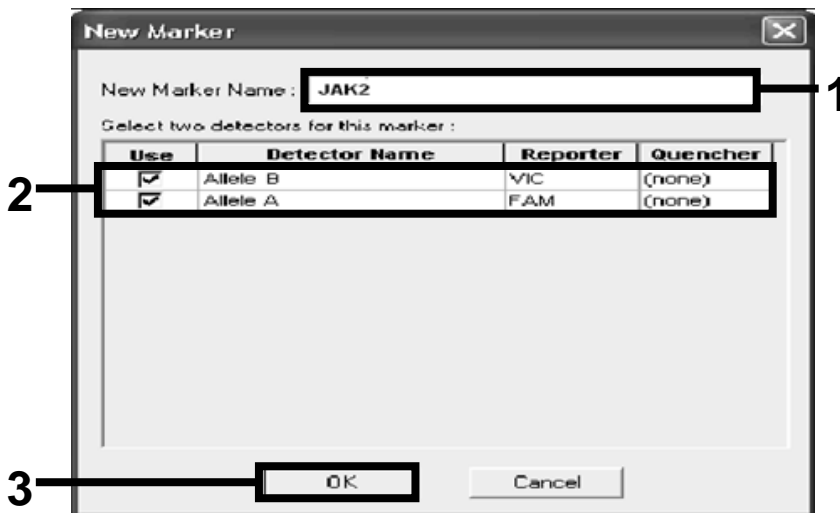 New Marker
New Marker Name : JAK2 1
Select two detectors for this marker :
Use Detector Name Reporter Quencher
2
Allele B VIC (none)
Allele A FAM (none)
3 OK Cancel